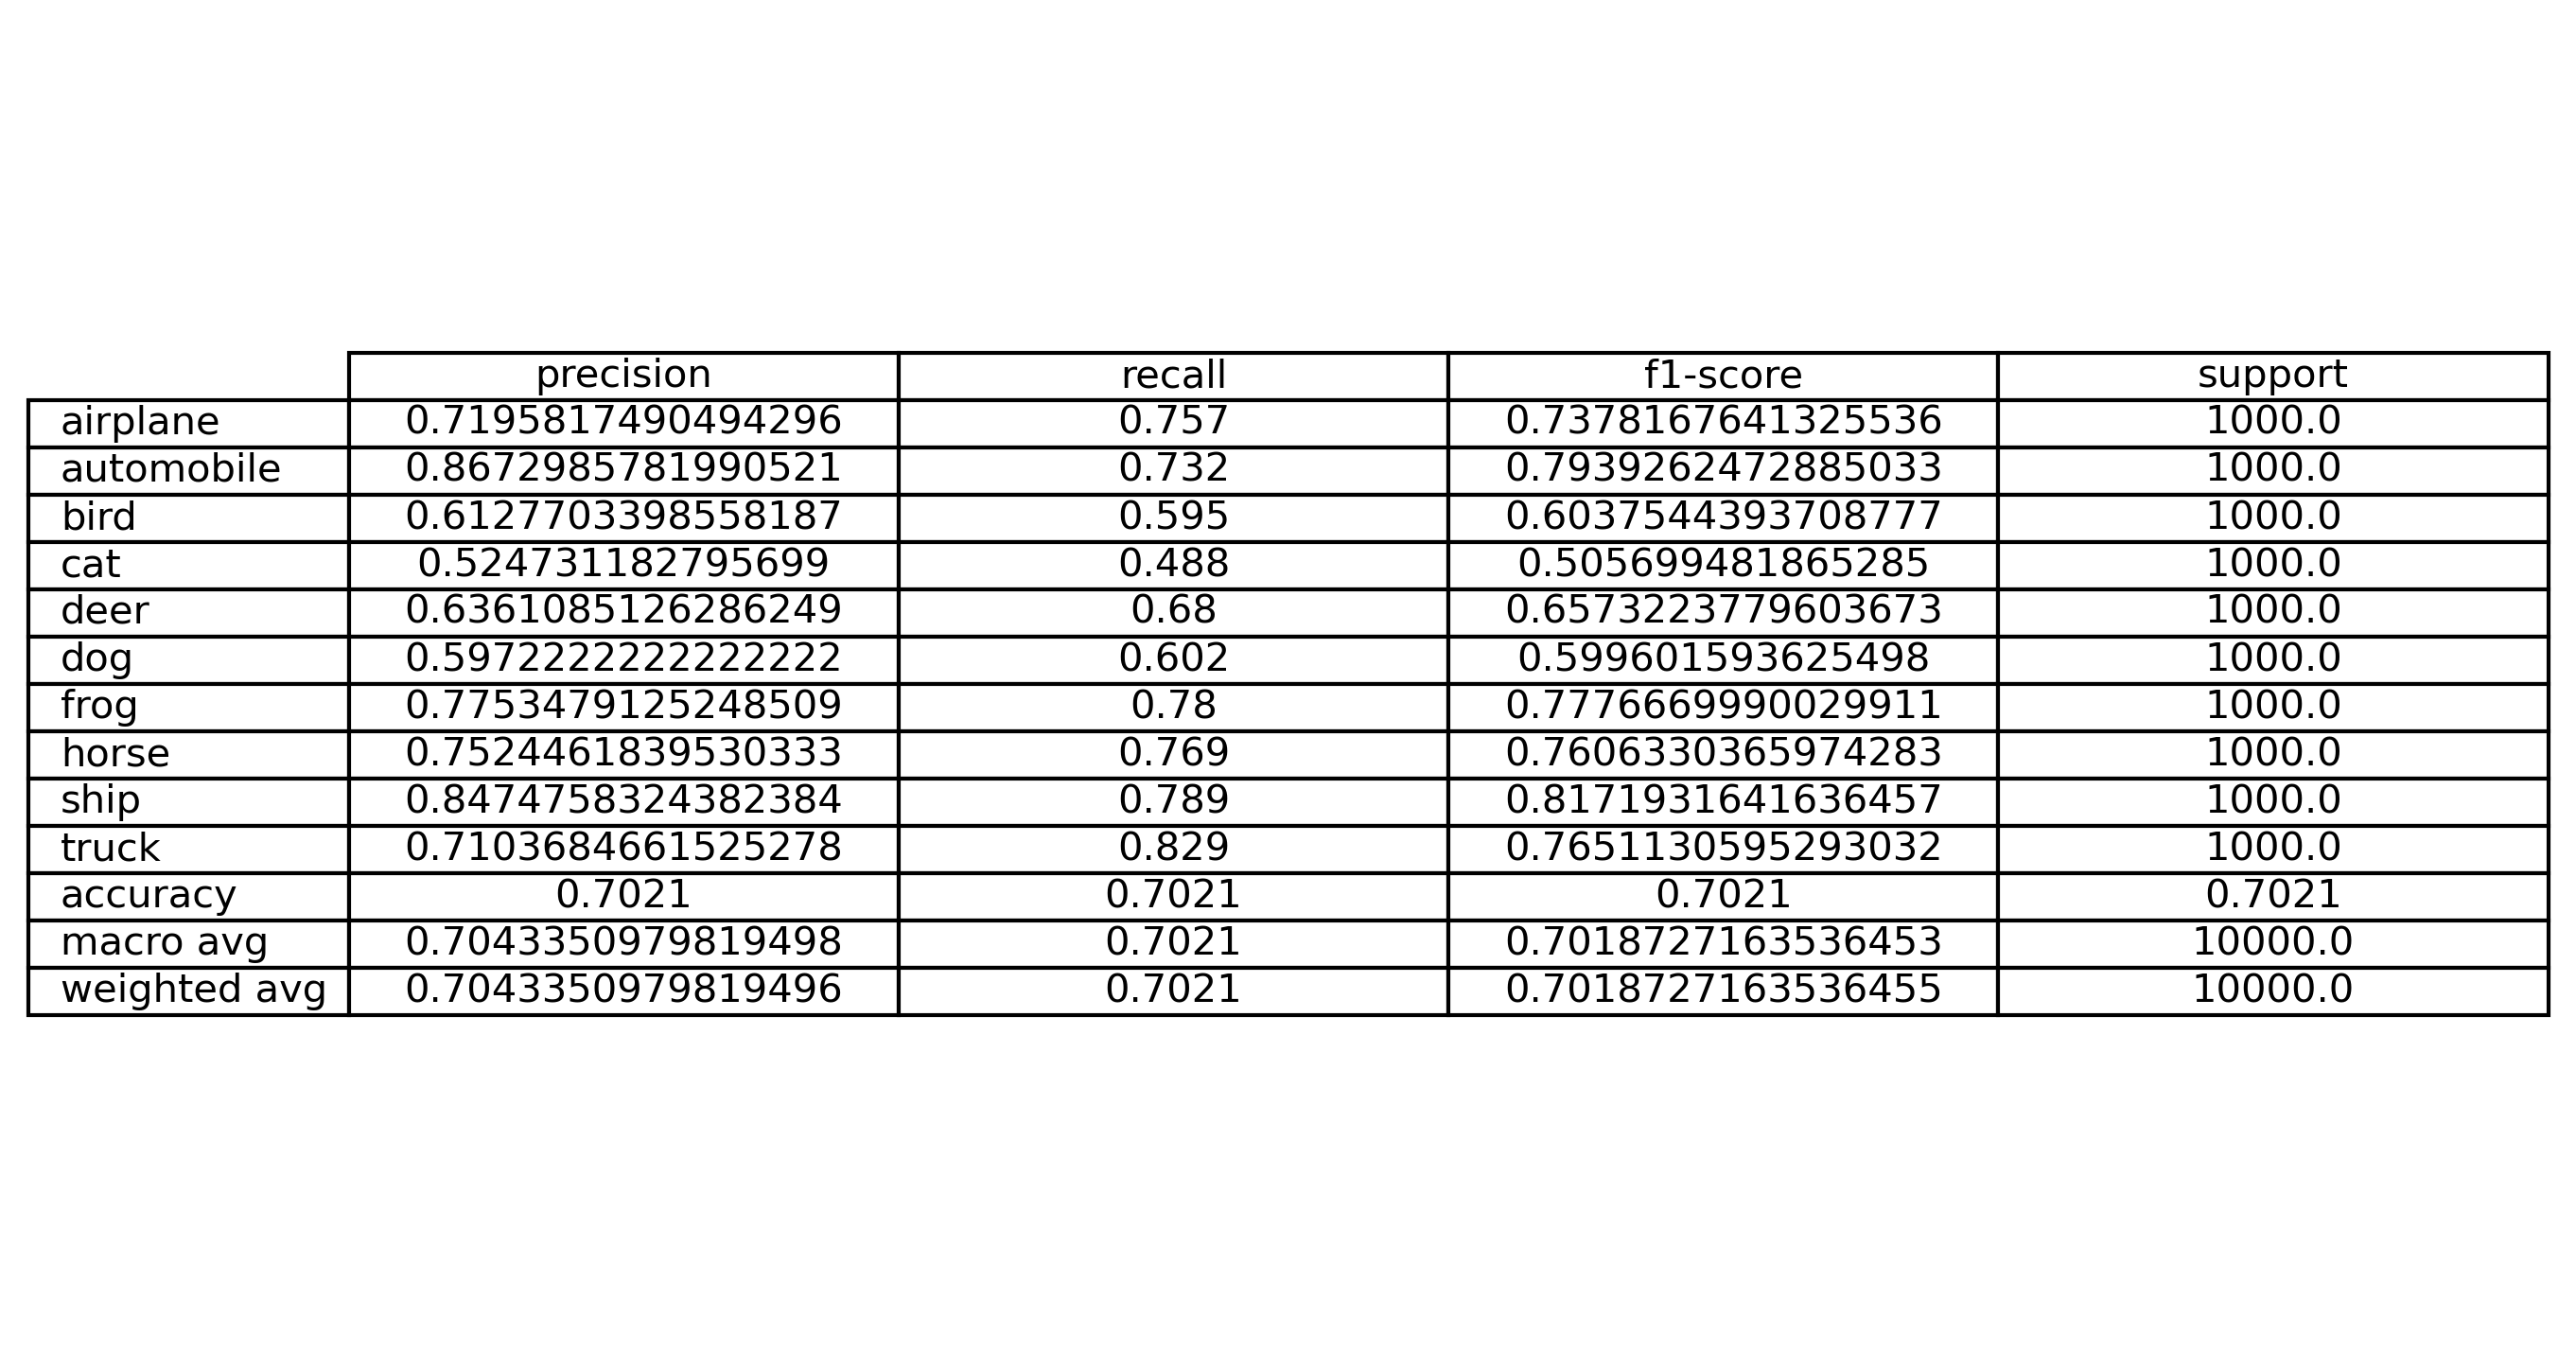 precision recall f1-score support
airplane 0.7195817490494296 0.757 0.7378167641325536 1000.0
automobile 0.8672985781990521 0.732 0.7939262472885033 1000.0
bird 0.6127703398558187 0.595 0.6037544393708777 1000.0
cat 0.524731182795699 0.488 0.505699481865285 1000.0
deer 0.6361085126286249 0.68 0.6573223779603673 1000.0
dog 0.5972222222222222 0.602 0.599601593625498 1000.0
frog 0.7753479125248509 0.78 0.7776669990029911 1000.0
horse 0.7524461839530333 0.769 0.7606330365974283 1000.0
ship 0.8474758324382384 0.789 0.8171931641636457 1000.0
truck 0.7103684661525278 0.829 0.7651130595293032 1000.0
accuracy 0.7021 0.7021 0.7021 0.7021
macro avg 0.7043350979819498 0.7021 0.7018727163536453 10000.0
weighted avg 0.7043350979819496 0.7021 0.7018727163536455 10000.0